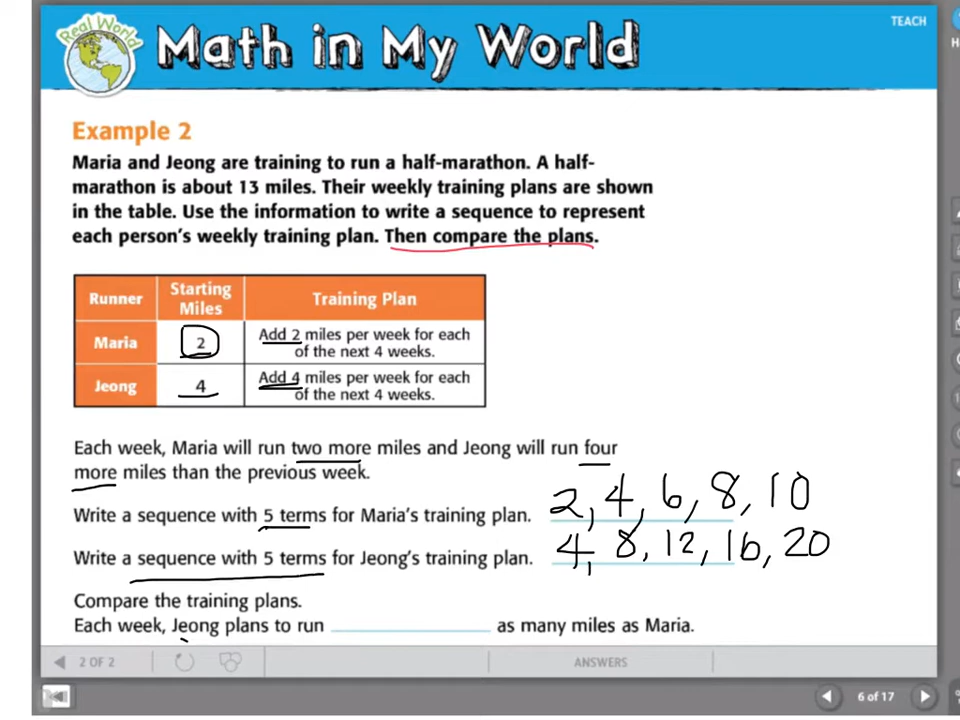 TEACH
Real World
Math in My World
Example 2
Maria and Jeong are training to run a half-marathon. A half-
marathon is about 13 miles. Their weekly training plans are shown
in the table. Use the information to write a sequence to represent
each person's weekly training plan. Then compare the plans.
Runner Starting Miles Training Plan
Maria 2 Add 2 miles per week for each
of the next 4 weeks.
Jeong 4 Add 4 miles per week for each
of the next 4 weeks.
Each week, Maria will run two more miles and Jeong will run four
more miles than the previous week.
Write a sequence with 5 terms for Maria's training plan. 2, 4, 6, 8, 10
Write a sequence with 5 terms for Jeong's training plan. 4, 8, 12, 16, 20
Compare the training plans.
Each week, Jeong plans to run as many miles as Maria.
2 OF 2 ANSWERS
6 of 17